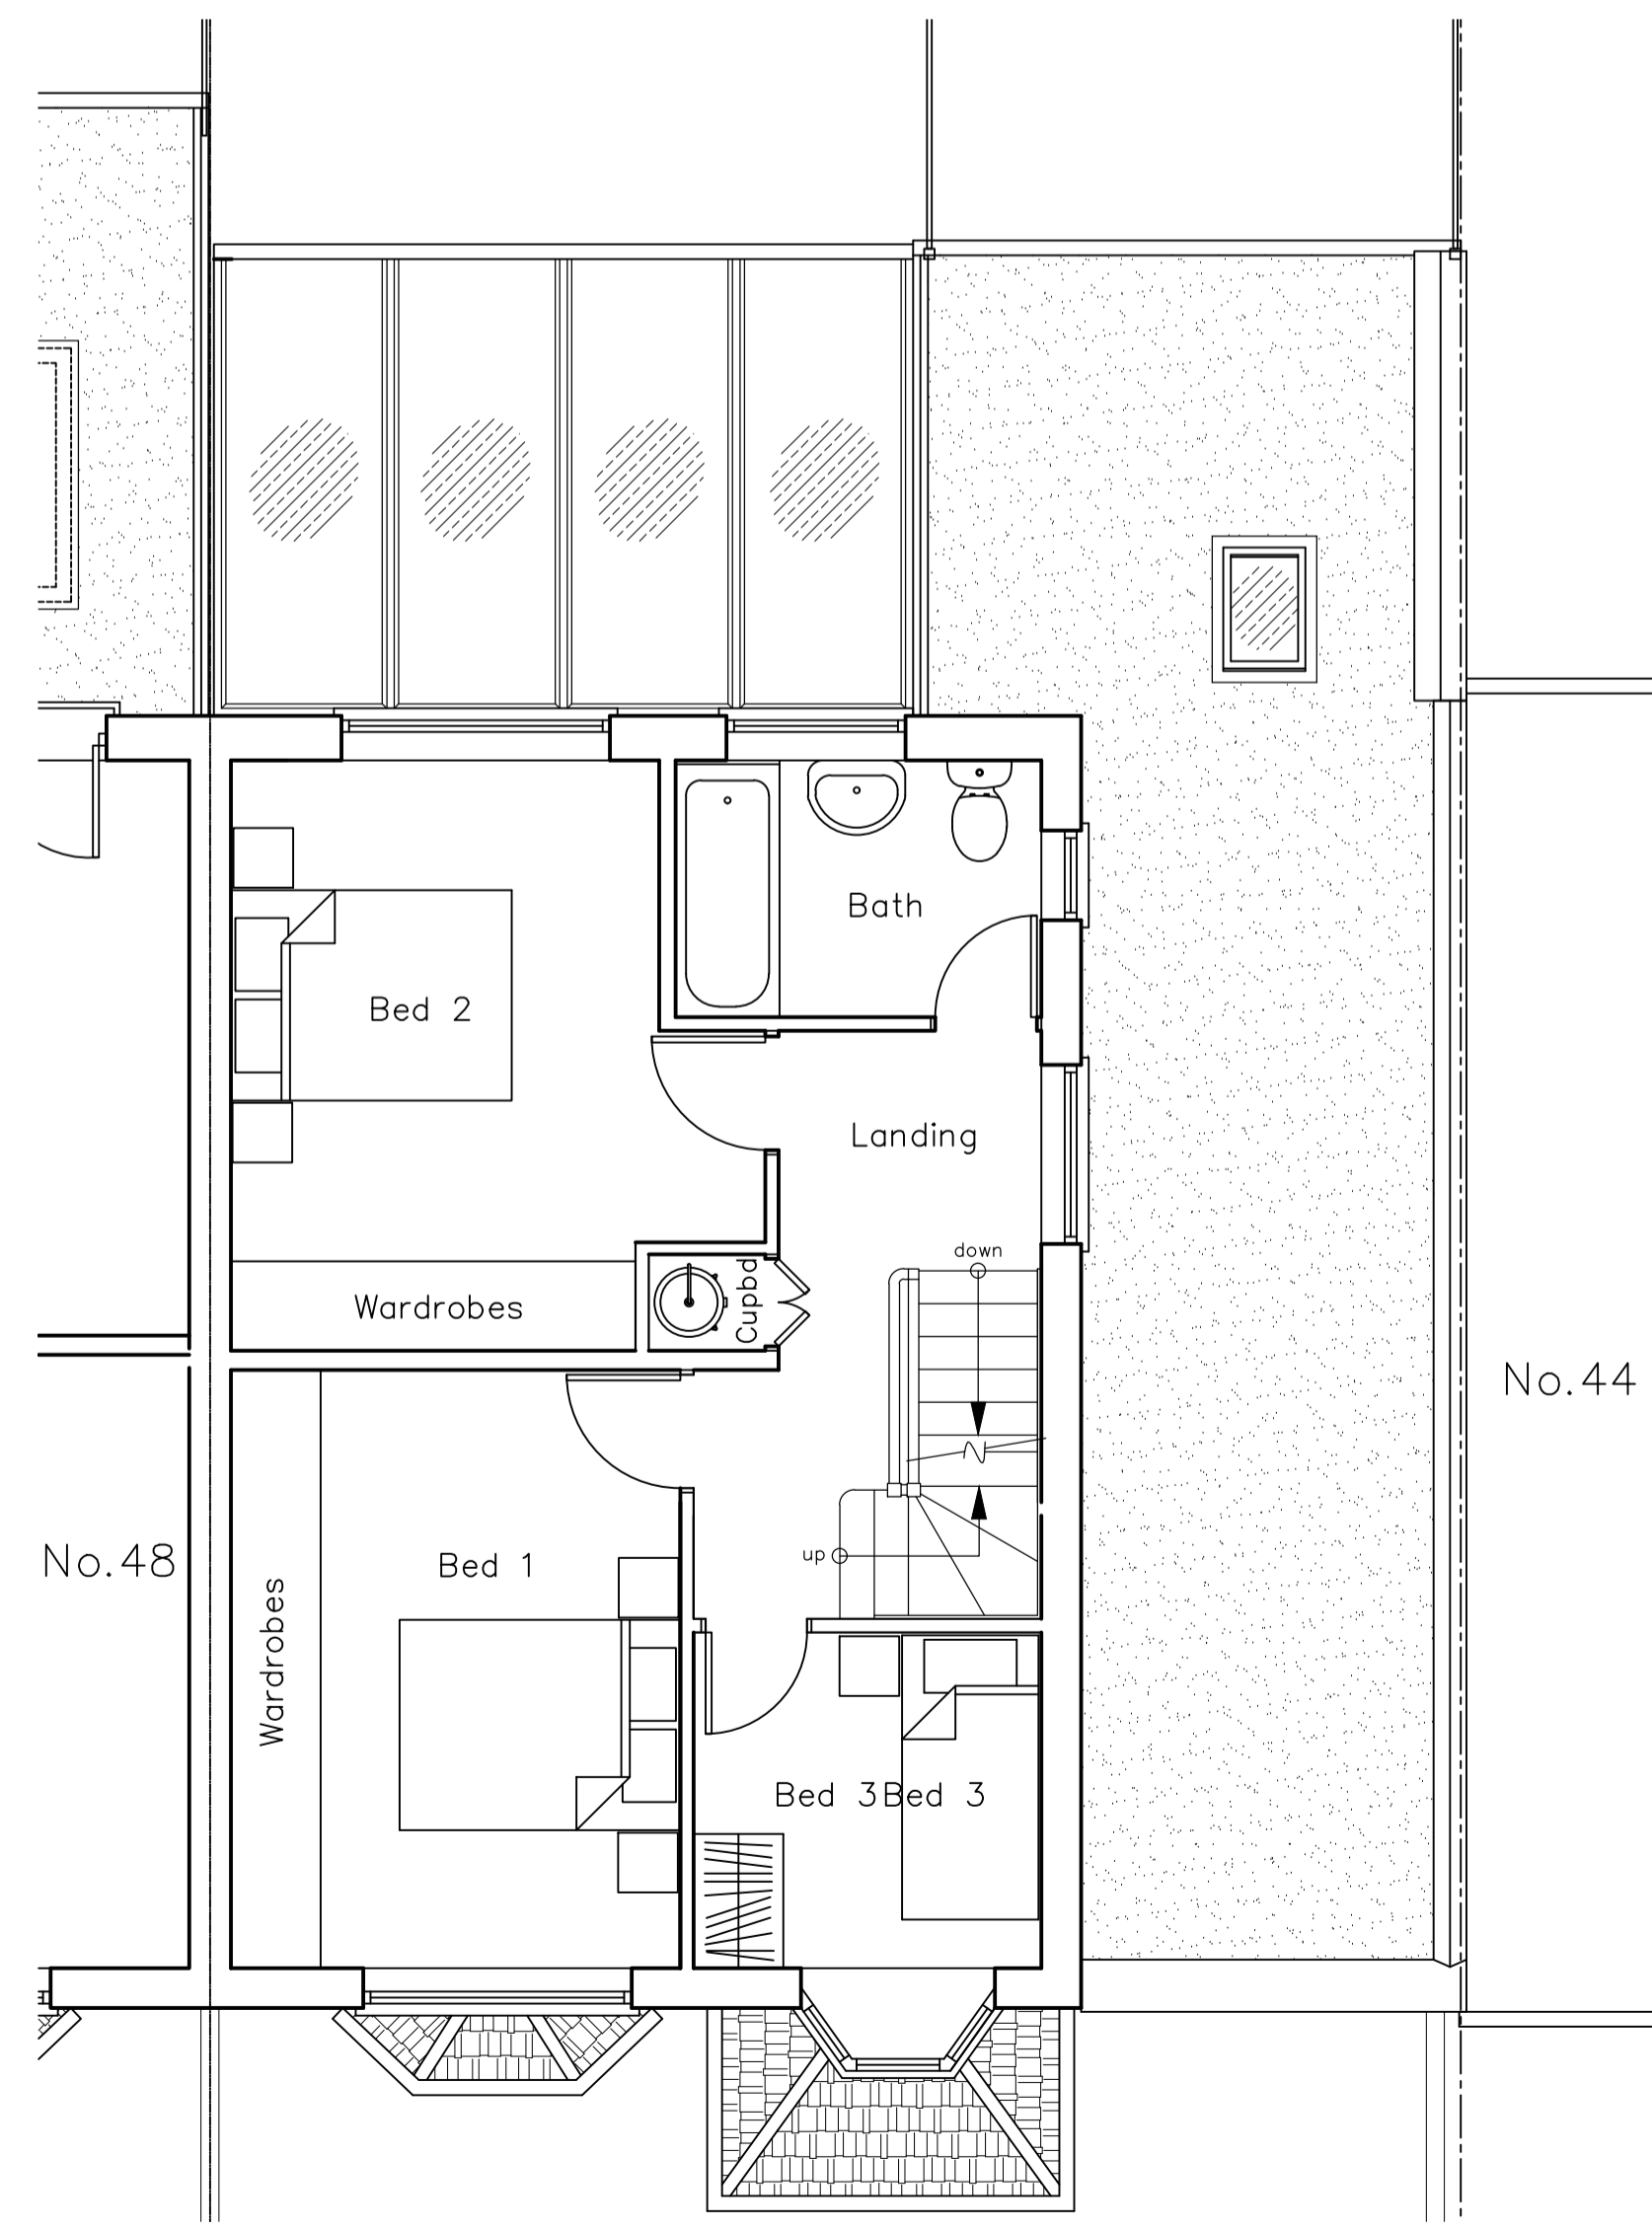 Bath
Bed 2
Landing
down
Cupbd
Wardrobes
No.44
up
No.48
Bed 1
Wardrobes
Bed 3Bed 3